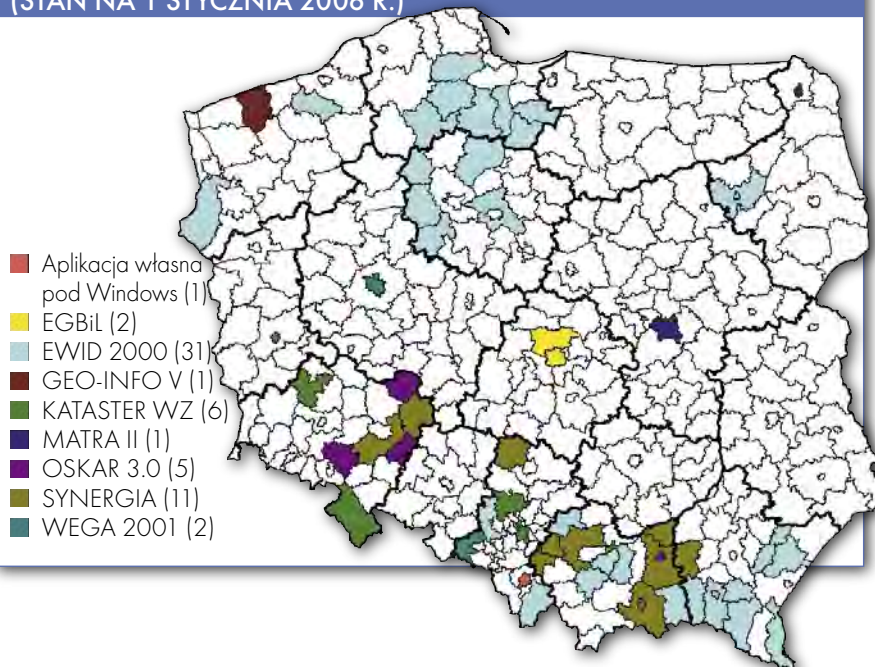 (STAN NA 1 STYCZNIA 2006 R.)
Aplikacja własna
pod Windows (1)
EGBiL (2)
EWID 2000 (31)
GEO-INFO V (1)
KATASTER WZ (6)
MATRA II (1)
OSKAR 3.0 (5)
SYNERGIA (11)
WEGA 2001 (2)